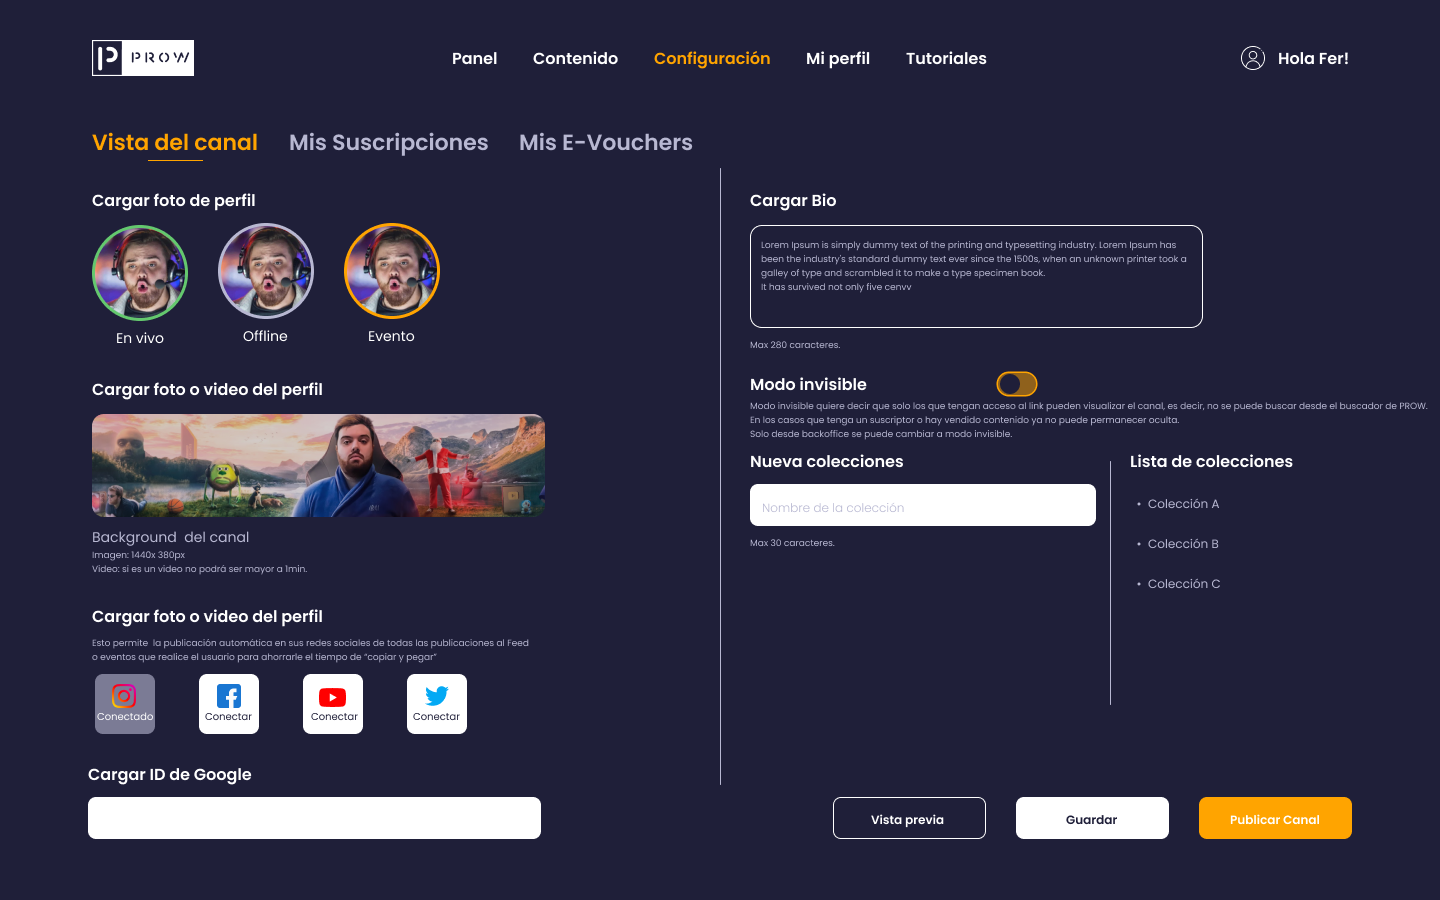 PROW
Panel
Contenido
Configuración
Mi perfil
Tutoriales
Hola Fer!
Vista del canal
Mis Suscripciones
Mis E-Vouchers
Cargar foto de perfil
En vivo
Offline
Evento
Cargar foto o video del perfil
Background del canal
Imagen: 1440x 380px
Video: si es un video no podrá ser mayor a 1min.
Cargar foto o video del perfil
Esto permite la publicación automática en sus redes sociales de todas las publicaciones al Feed
o eventos que realice el usuario para ahorrarle el tiempo de “copiar y pegar”
Conectado
Conectar
Conectar
Conectar
Cargar ID de Google
Cargar Bio
Lorem Ipsum is simply dummy text of the printing and typesetting industry. Lorem Ipsum has
been the industry's standard dummy text ever since the 1500s, when an unknown printer took a
galley of type and scrambled it to make a type specimen book.
It has survived not only five cenvv
Max 280 caracteres.
Modo invisible
Modo invisible quiere decir que solo los que tengan acceso al link pueden visualizar el canal, es decir, no se puede buscar desde el buscador de PROW.
En los casos que tenga un suscriptor o hay vendido contenido ya no puede permanecer oculta.
Solo desde backoffice se puede cambiar a modo invisible.
Nueva colecciones
Nombre de la colección
Max 30 caracteres.
Lista de colecciones
• Colección A
• Colección B
• Colección C
Vista previa
Guardar
Publicar Canal